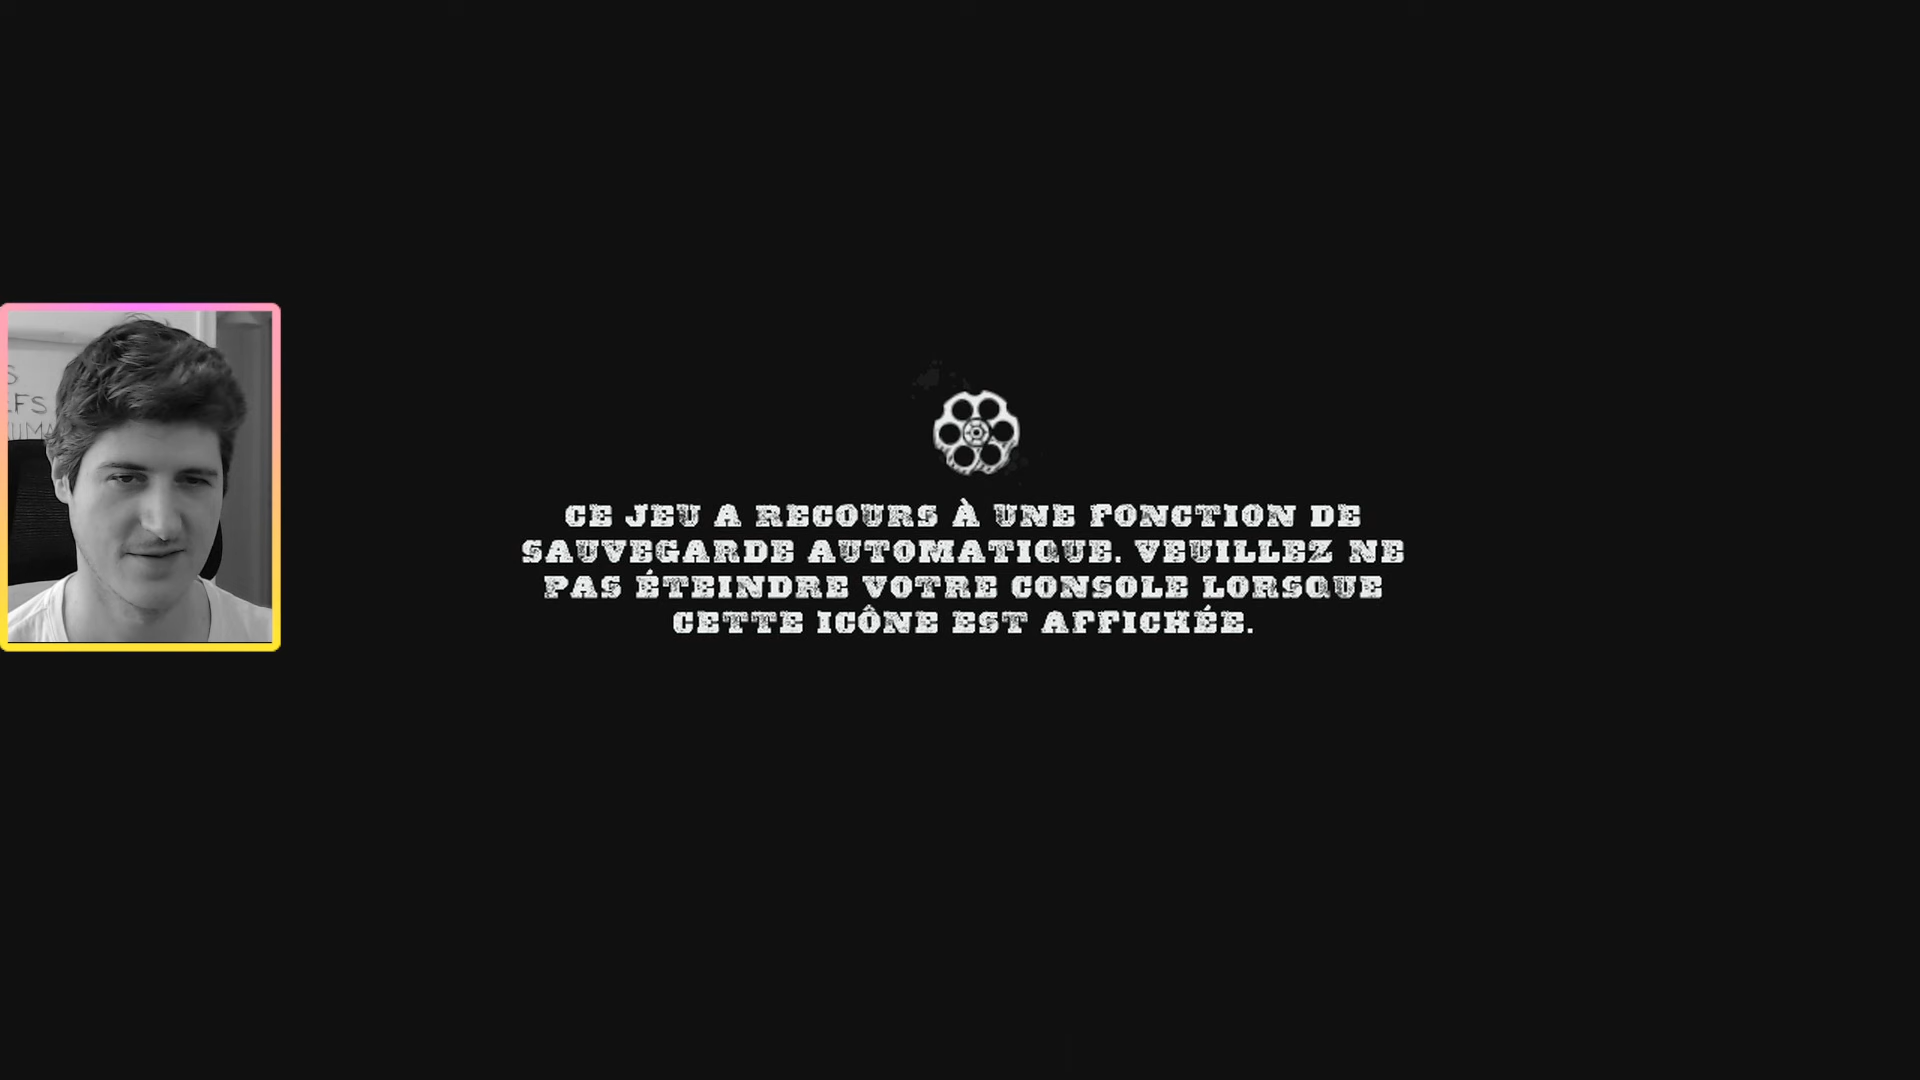 CE JEU A RECOURS À UNE FONCTION DE
SAUVEGARDE AUTOMATIQUE. VEUILLEZ NE
PAS ÉTEINDRE VOTRE CONSOLE LORSQUE
CETTE ICÔNE EST AFFICHÉE.